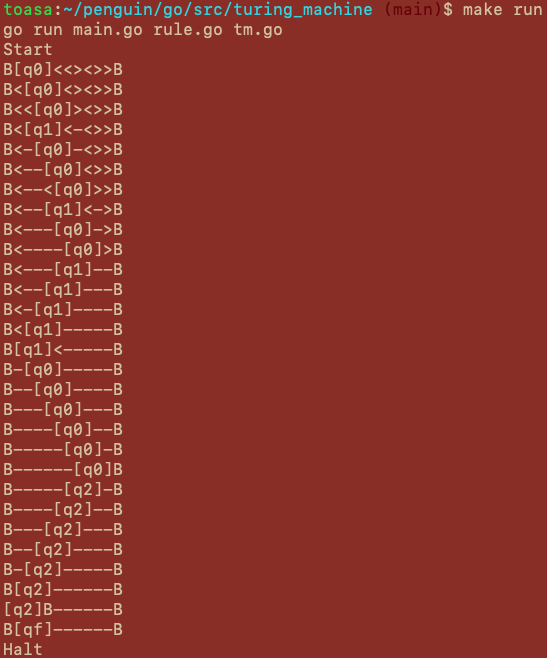 toasa:~/penguin/go/src/turing_machine (main)$ make run
go run main.go rule.go tm.go
Start
B[q0]<<><>>B
B<[q0]<><>>B
B<<[q0]><>>B
B<[q1]<-<>>B
B<-[q0]-<>>B
B<--[q0]<>>B
B<--<[q0]>>B
B<--[q1]<->B
B<---[q0]->B
B<----[q0]>B
B<---[q1]--B
B<--[q1]---B
B<-[q1]----B
B<[q1]-----B
B[q1]<-----B
B-[q0]-----B
B--[q0]----B
B---[q0]---B
B----[q0]--B
B-----[q0]-B
B------[q0]B
B-----[q2]-B
B----[q2]--B
B---[q2]---B
B--[q2]----B
B-[q2]-----B
B[q2]------B
[q2]B------B
B[qf]------B
Halt